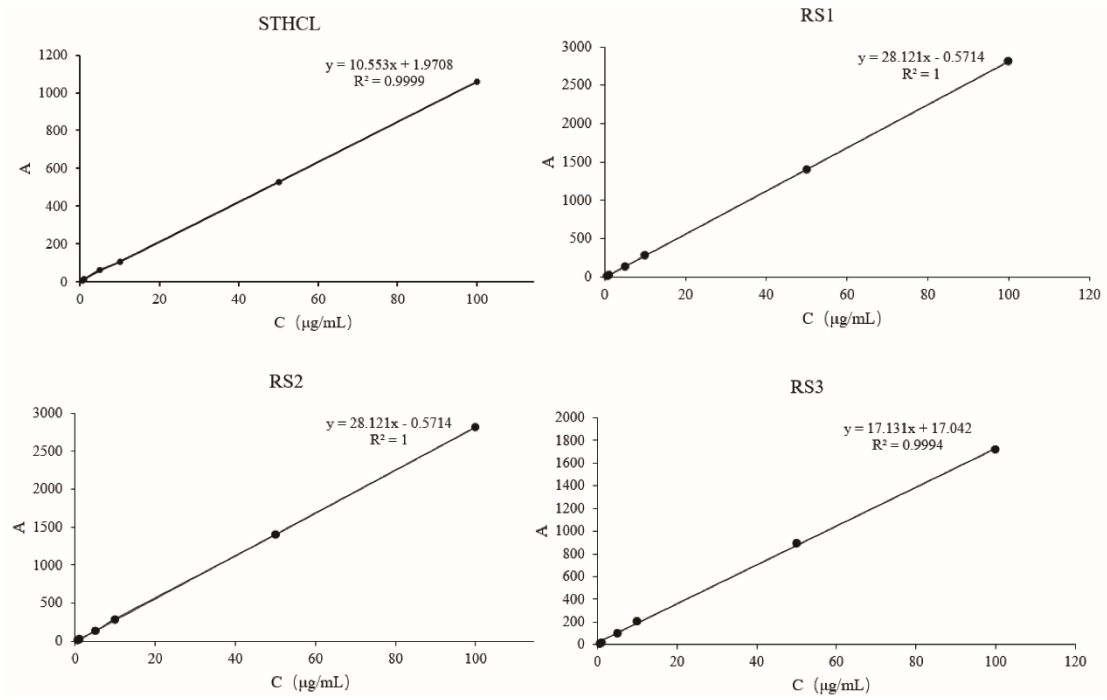 STHCL
y = 10.553x + 1.9708
R² = 0.9999
1200
1000
800
600
400
200
0
A
0 20 40 60 80 100
C（μg/mL）
RS1
y = 28.121x - 0.5714
R² = 1
3000
2500
2000
1500
1000
500
0
A
0 20 40 60 80 100 120
C（μg/mL）
RS2
y = 28.121x - 0.5714
R² = 1
3000
2500
2000
1500
1000
500
0
A
0 20 40 60 80 100
C（μg/mL）
RS3
y = 17.131x + 17.042
R² = 0.9994
2000
1800
1600
1400
1200
1000
800
600
400
200
0
A
0 20 40 60 80 100 120
C（μg/mL）